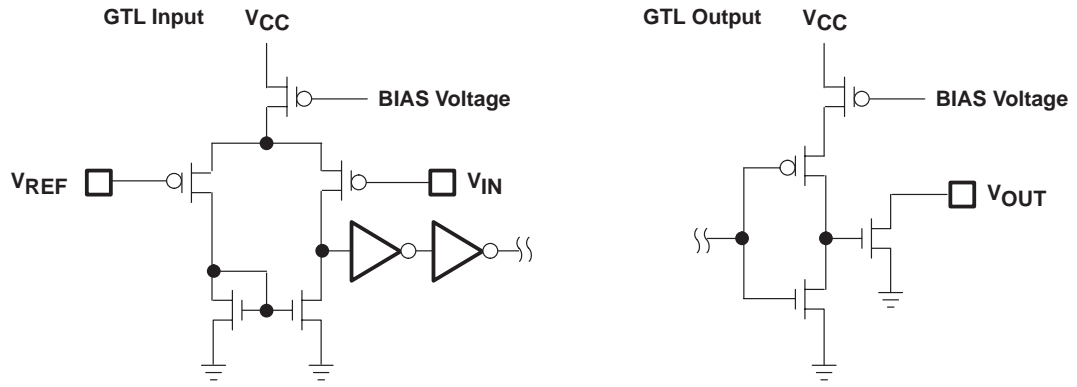 GTL Input
VCC
BIAS Voltage
VREF
VIN
GTL Output
VCC
BIAS Voltage
VOUT